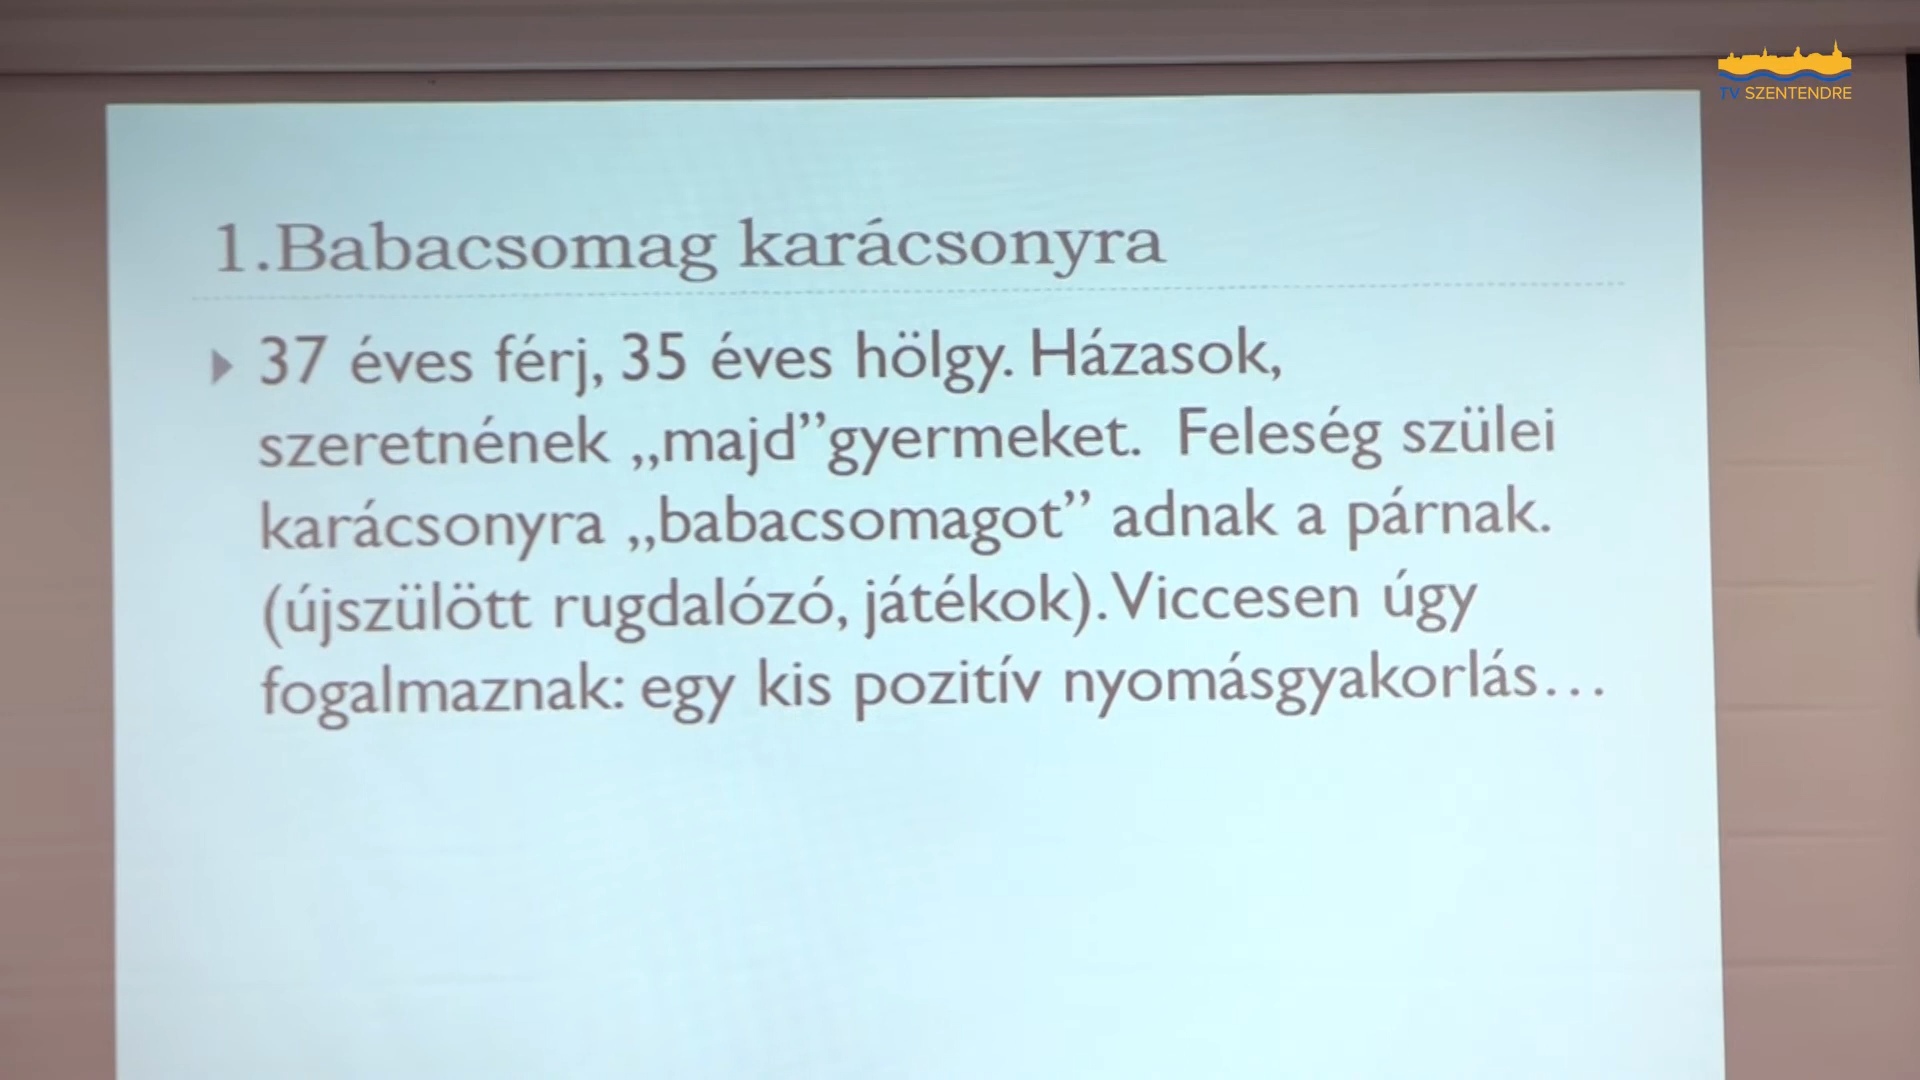 TV SZENTENDRE
1.Babacsomag karácsonyra
37 éves férj, 35 éves hölgy. Házasok,
szeretnének „majd”gyermeket. Feleség szülei
karácsonyra „babacsomagot” adnak a párnak.
(újszülött rugdalózó, játékok). Viccesen úgy
fogalmaznak: egy kis pozitív nyomásgyakorlás…